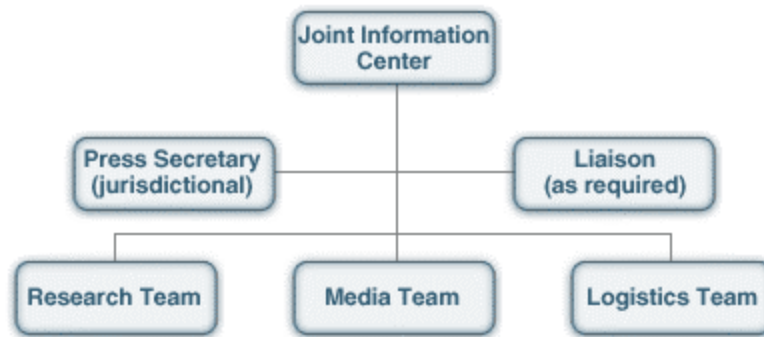 Joint Information
Center
Press Secretary
(jurisdictional)
Liaison
(as required)
Research Team
Media Team
Logistics Team